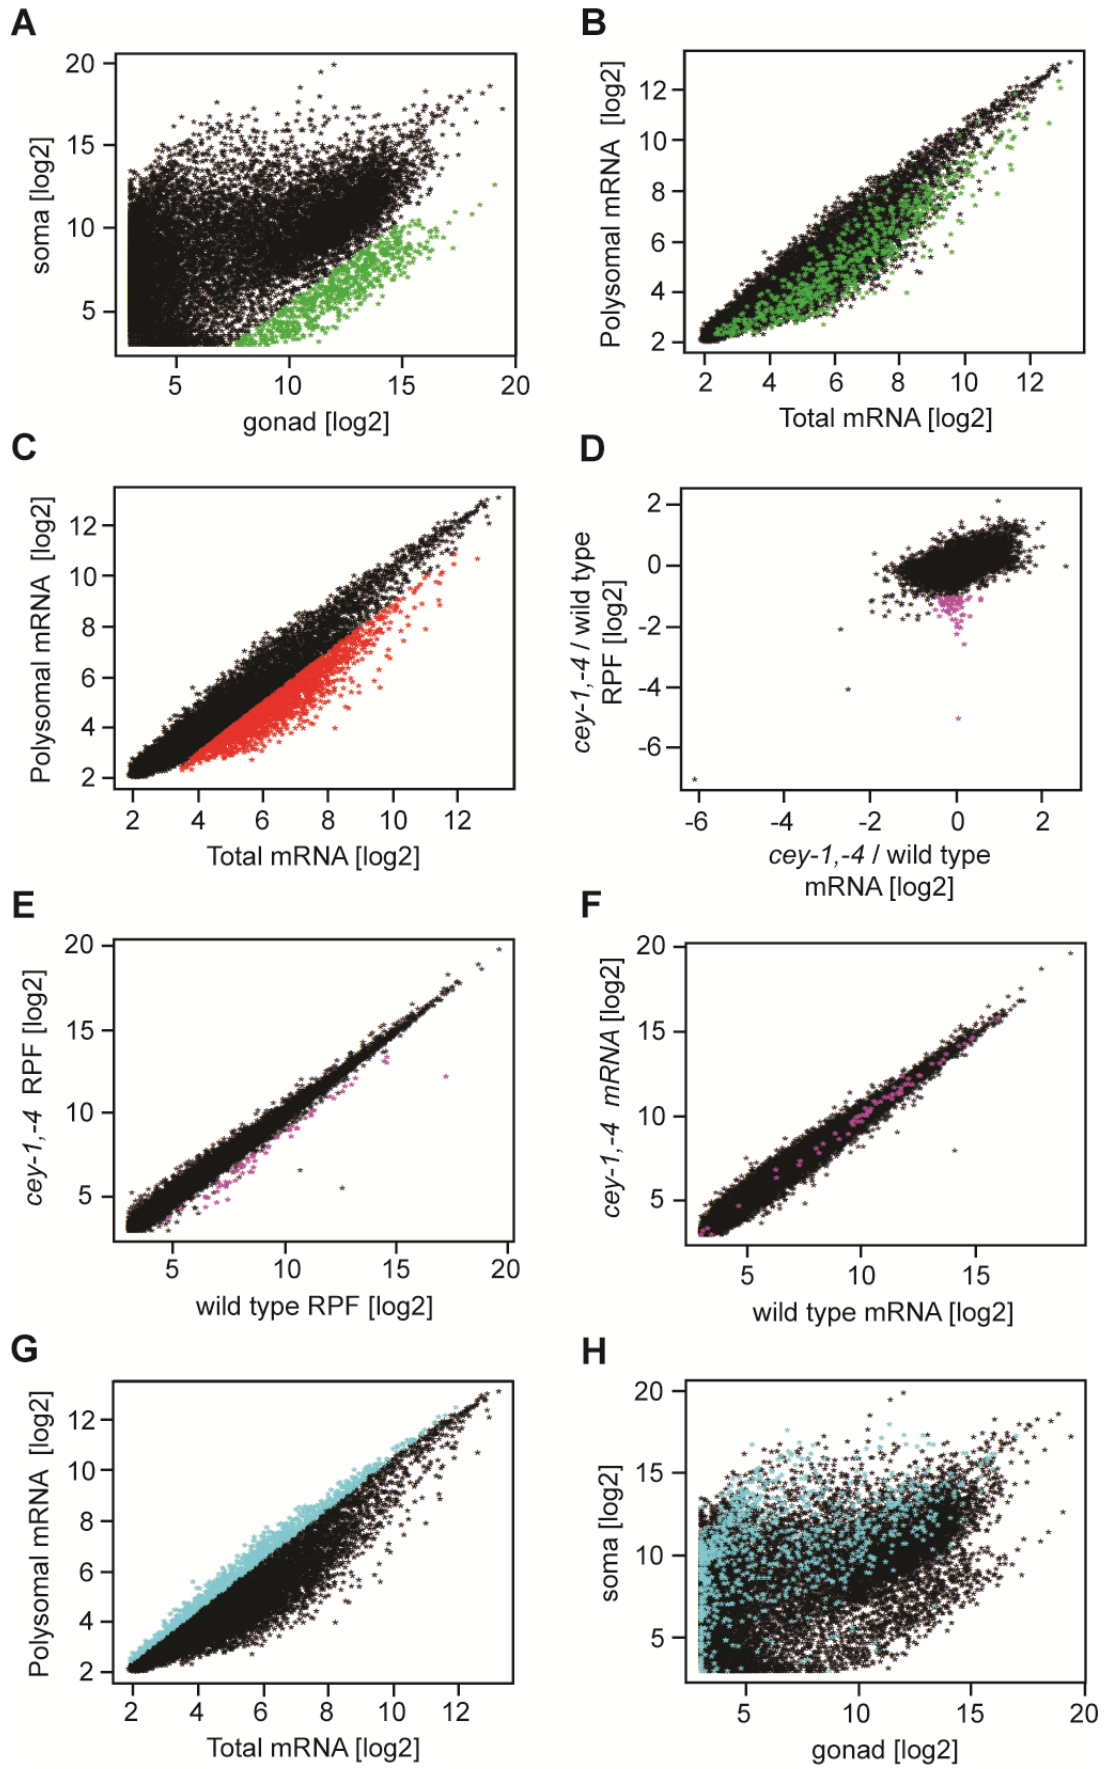 A
soma [log2]
20
15
10
5
5 10 15 20
gonad [log2]
B
Polysomal mRNA [log2]
12
10
8
6
4
2
2 4 6 8 10 12
Total mRNA [log2]
C
Polysomal mRNA [log2]
12
10
8
6
4
2
2 4 6 8 10 12
Total mRNA [log2]
D
cey-1,-4 / wild type
RPF [log2]
2
0
-2
-4
-6
-6 -4 -2 0 2
cey-1,-4 / wild type
mRNA [log2]
E
cey-1,-4 RPF [log2]
20
15
10
5
5 10 15 20
wild type RPF [log2]
F
cey-1,-4 mRNA [log2]
20
15
10
5
5 10 15
wild type mRNA [log2]
G
Polysomal mRNA [log2]
12
10
8
6
4
2
2 4 6 8 10 12
Total mRNA [log2]
H
soma [log2]
20
15
10
5
5 10 15 20
gonad [log2]